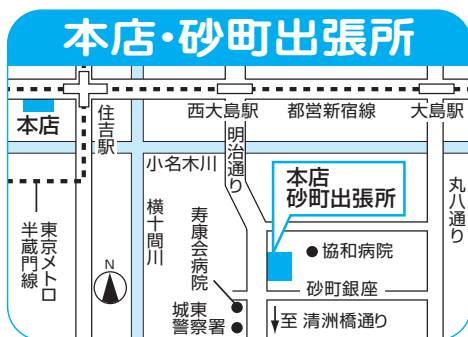 本店・砂町出張所
本店
住吉駅
西大島駅
都営新宿線
大島駅
明治通り
小名木川
丸八通り
本店
砂町出張所
東京メトロ
半蔵門線
横十間川
寿康会病院
協和病院
N
砂町銀座
城東
警察署
至 清洲橋通り